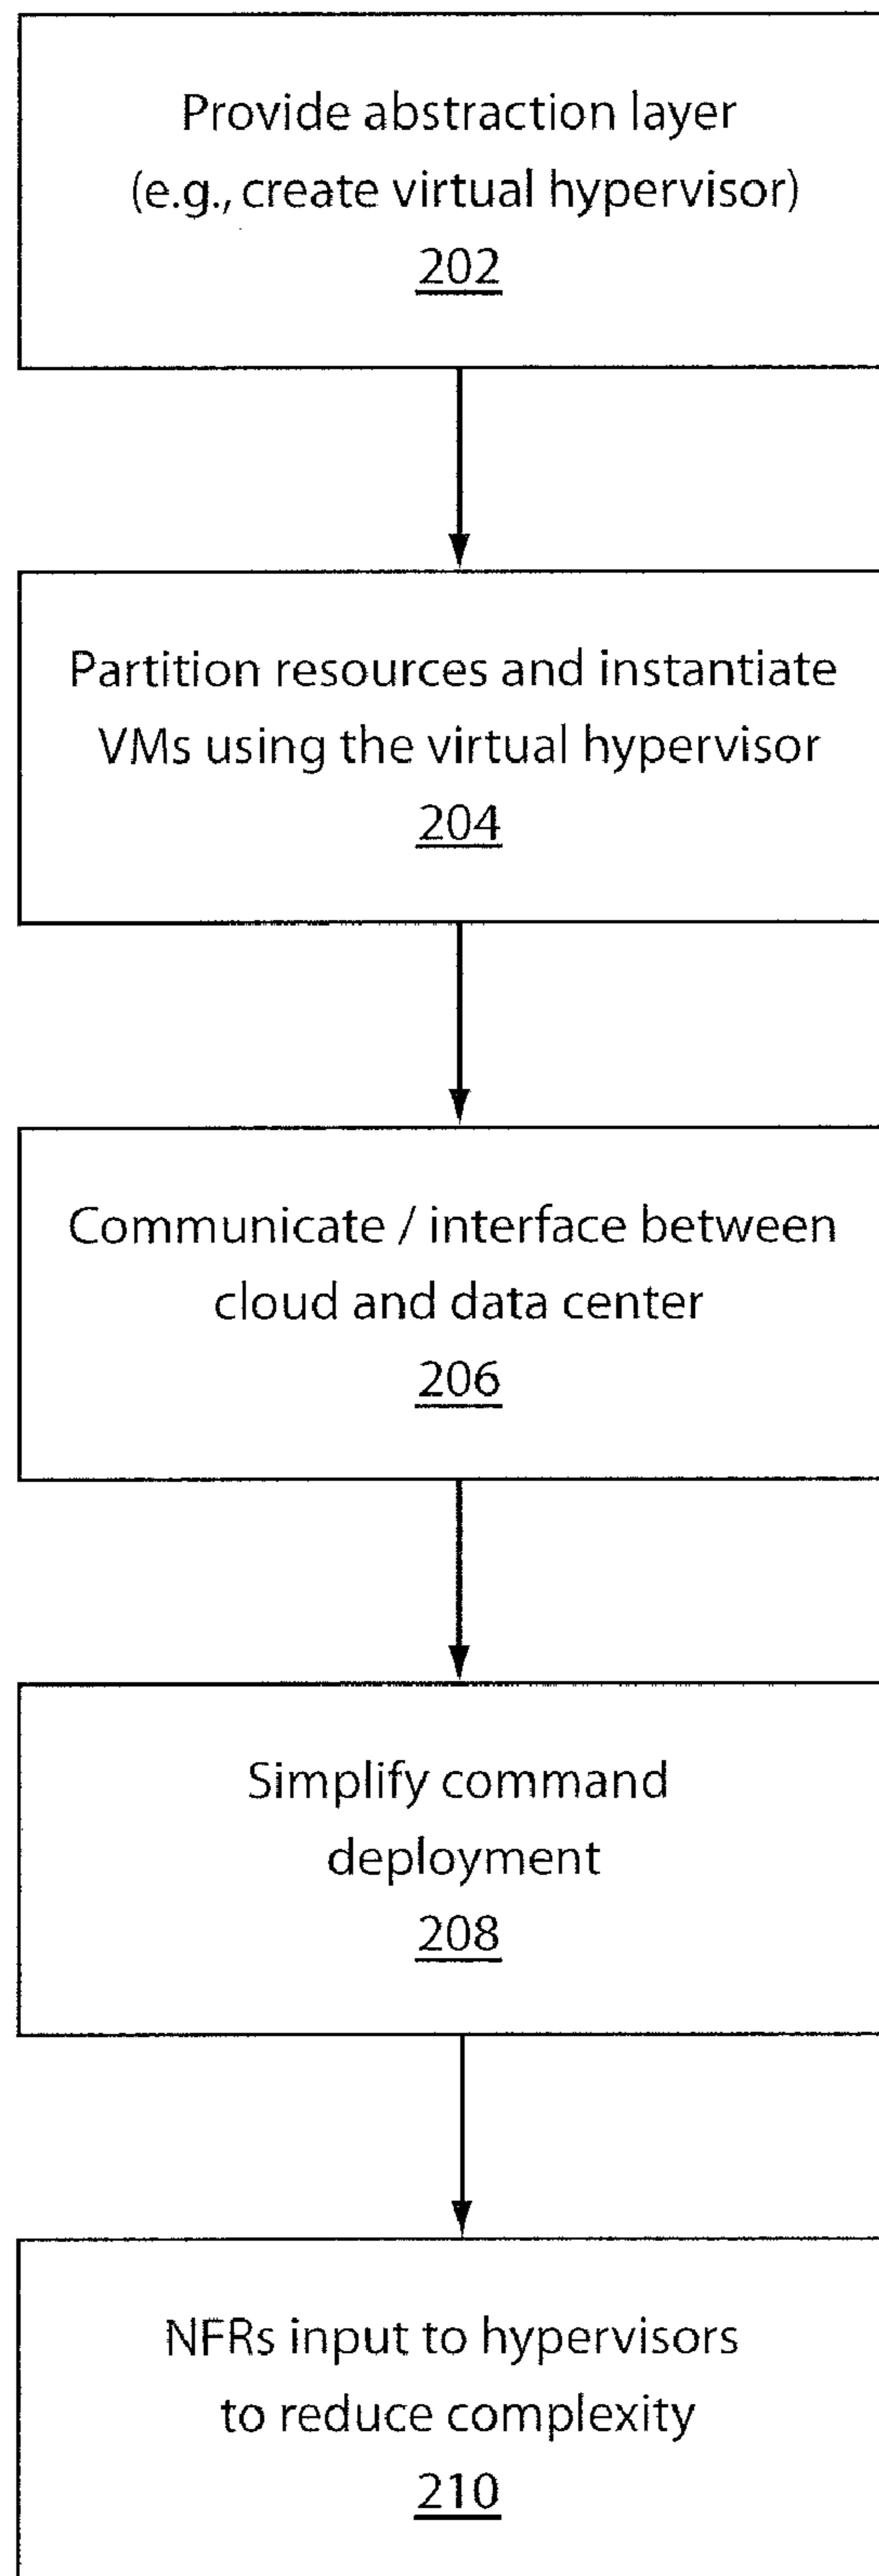 Provide abstraction layer
(e.g., create virtual hypervisor)
202
Partition resources and instantiate
VMs using the virtual hypervisor
204
Communicate / interface between
cloud and data center
206
Simplify command
deployment
208
NFRs input to hypervisors
to reduce complexity
210